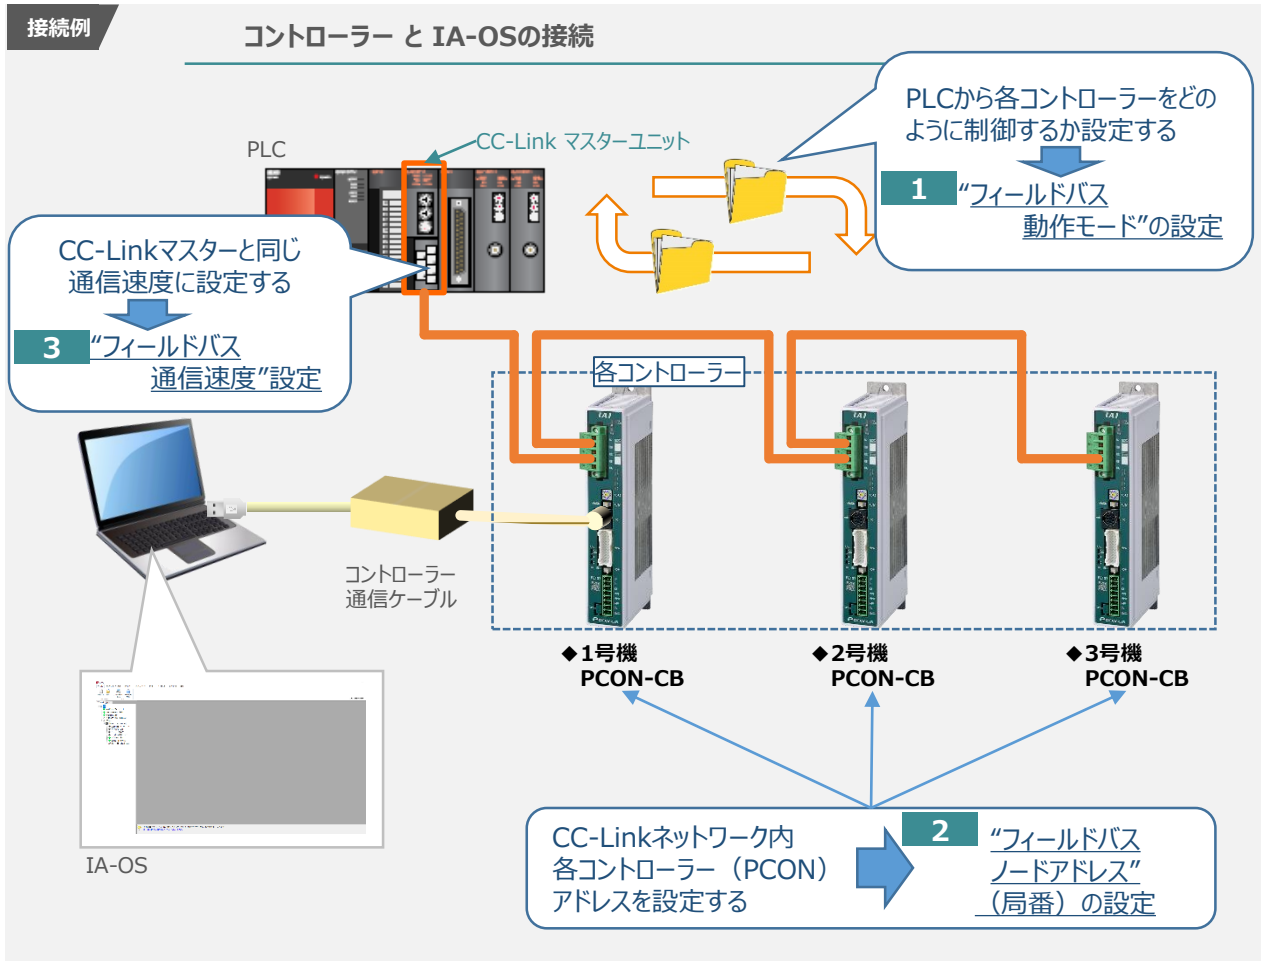 接続例
コントローラー と IA-OSの接続
PLCから各コントローラーをどの
ように制御するか設定する
1 “フィールドバス
動作モード”の設定
PLC
CC-Link マスターユニット
CC-Linkマスターと同じ
通信速度に設定する
3 “フィールドバス
通信速度”設定
各コントローラー
コントローラー
通信ケーブル
◆1号機
PCON-CB
◆2号機
PCON-CB
◆3号機
PCON-CB
IA-OS
CC-Linkネットワーク内
各コントローラー（PCON）
アドレスを設定する
2 “フィールドバス
ノードアドレス”
（局番）の設定